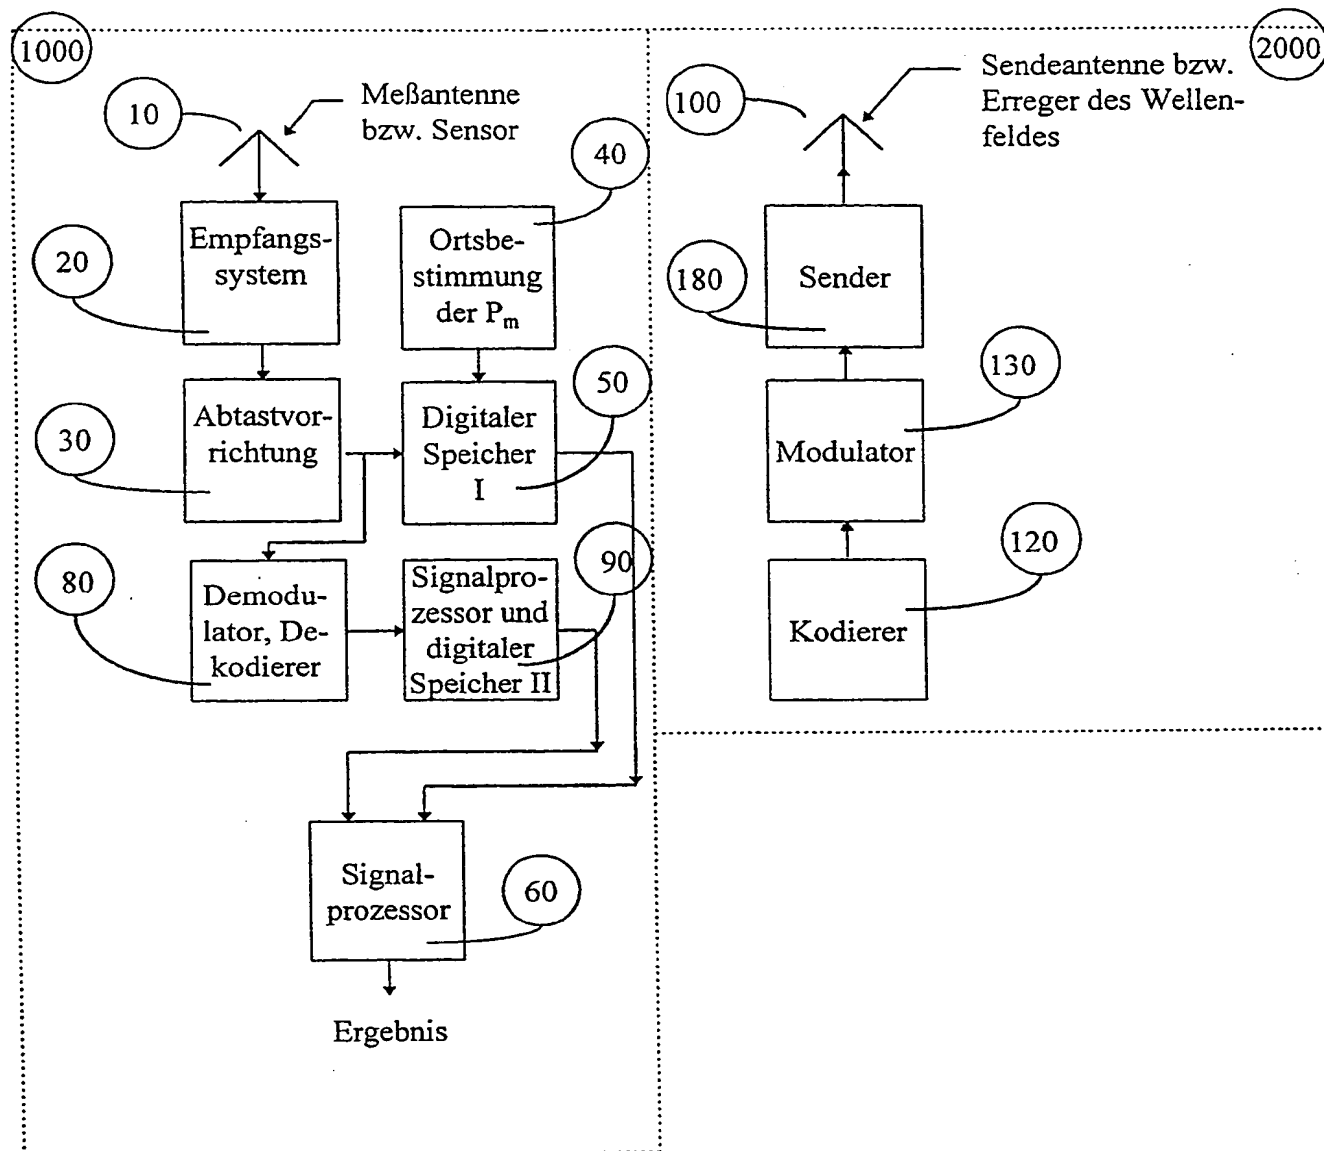 1000
10
Meßantenne
bzw. Sensor
40
Empfangs-
system
20
Ortsbe-
stimmung
der Pm
Abtastvor-
richtung
30
Digitaler
Speicher
I
50
80
Demodu-
lator, De-
kodierer
Signalpro-
zessor und
digitaler
Speicher II
90
Signal-
prozessor
60
Ergebnis
2000
100
Sendeantenne bzw.
Erreger des Wellen-
feldes
180
Sender
130
Modulator
120
Kodierer